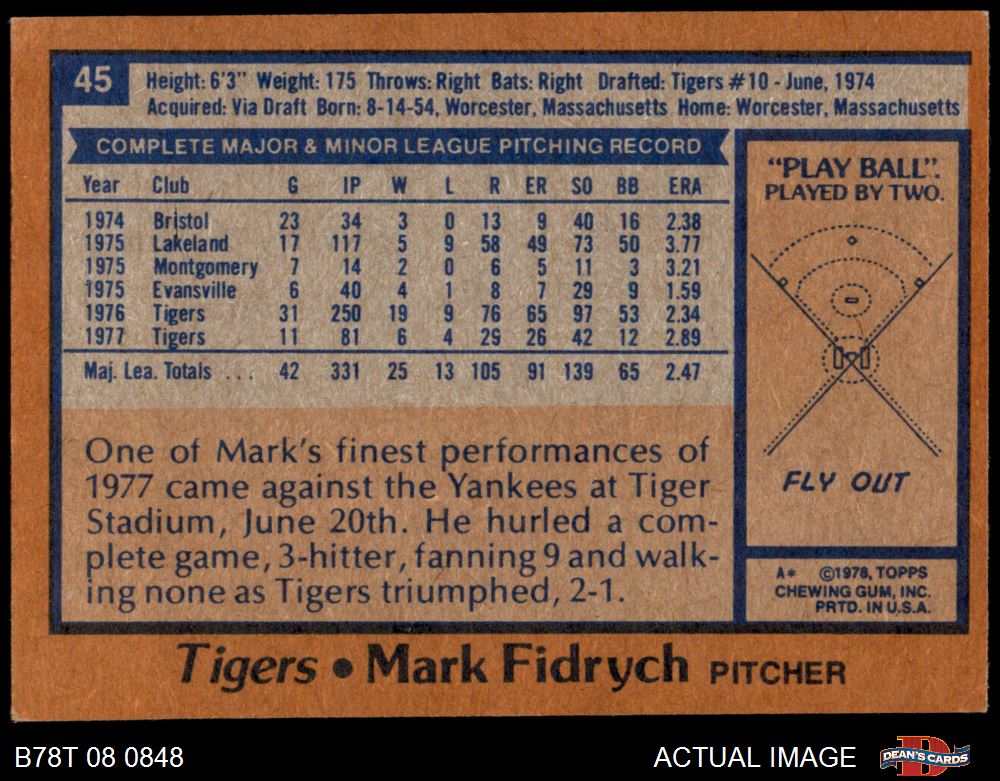 45
Height: 6'3" Weight: 175 Throws: Right Bats: Right Drafted: Tigers #10 - June, 1974
Acquired: Via Draft Born: 8-14-54, Worcester, Massachusetts Home: Worcester, Massachusetts
COMPLETE MAJOR & MINOR LEAGUE PITCHING RECORD
Year Club G IP W L R ER SO BB ERA
1974 Bristol 23 34 3 0 13 9 40 16 2.38
1975 Lakeland 17 117 5 9 58 49 73 50 3.77
1975 Montgomery 7 14 2 0 6 5 11 3 3.21
1975 Evansville 6 40 4 1 8 7 29 9 1.59
1976 Tigers 31 250 19 9 76 65 97 53 2.34
1977 Tigers 11 81 6 4 29 26 42 12 2.89
Maj. Lea. Totals ... 42 331 25 13 105 91 139 65 2.47
One of Mark's finest performances of
1977 came against the Yankees at Tiger
Stadium, June 20th. He hurled a com-
plete game, 3-hitter, fanning 9 and walk-
ing none as Tigers triumphed, 2-1.
"PLAY BALL":
PLAYED BY TWO.
FLY OUT
A* ©1978, TOPPS
CHEWING GUM, INC.
PRTD. IN U.S.A.
Tigers • Mark Fidrych PITCHER
B78T 08 0848
ACTUAL IMAGE
D
DEAN'S CARDS